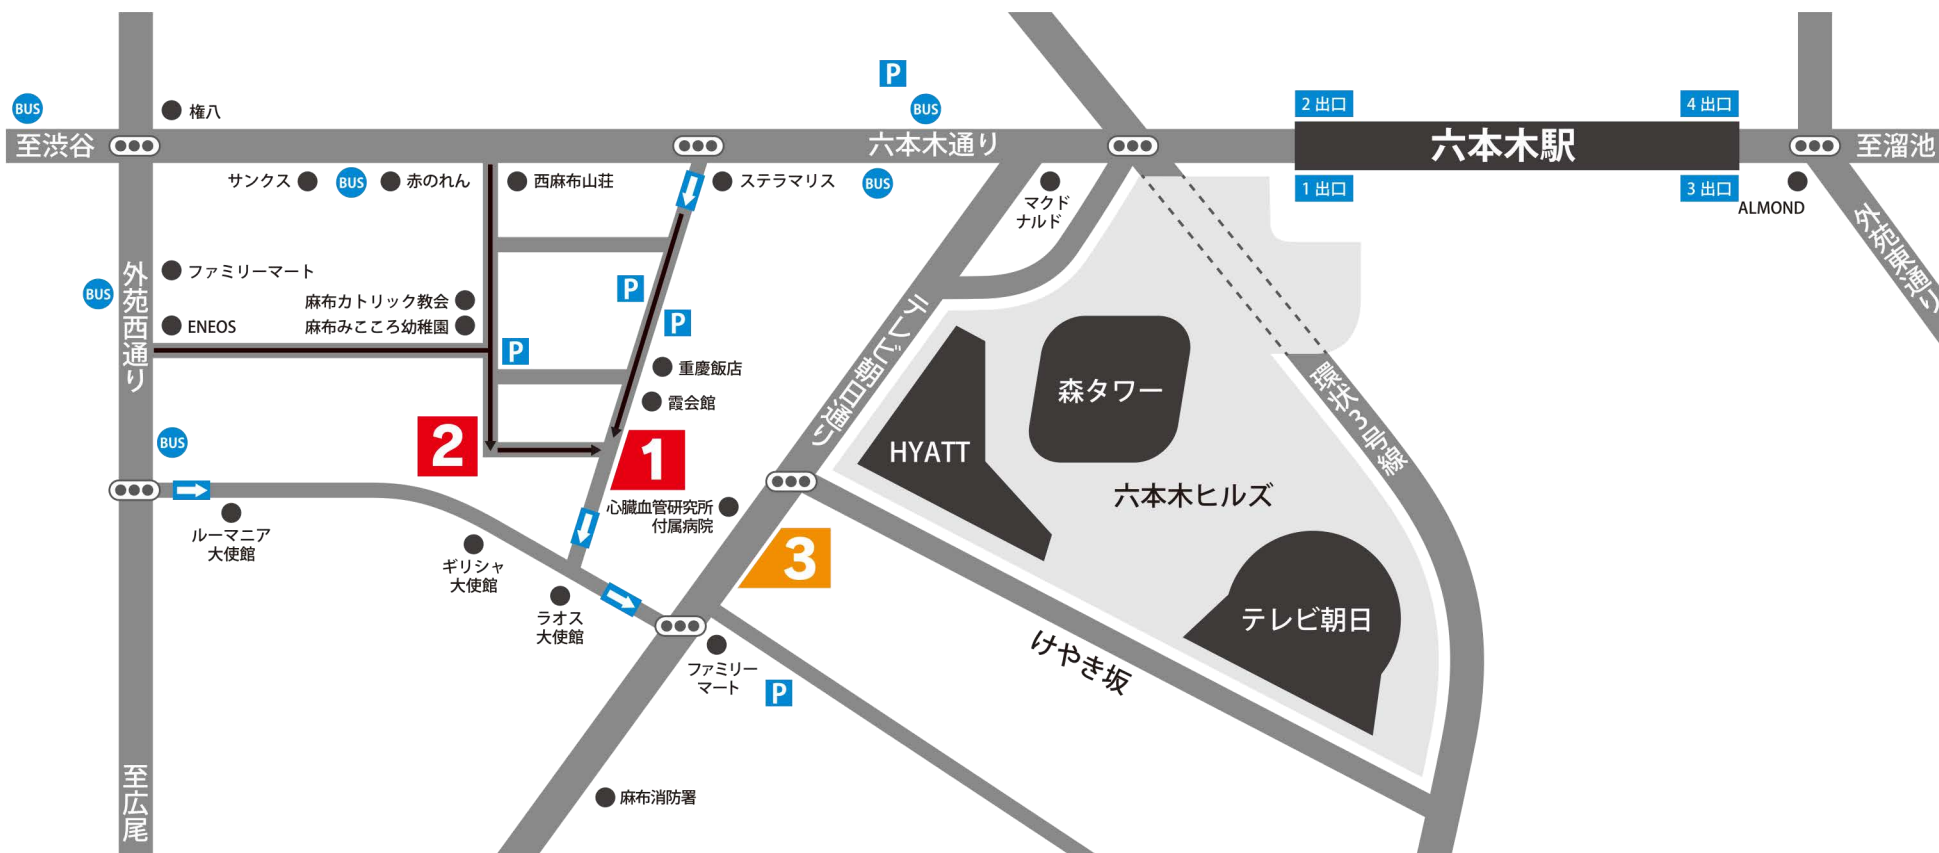 P
BUS
BUS
2 出口
4 出口
権八
至渋谷
六本木通り
六本木駅
至溜池
サンクス
BUS
赤のれん
西麻布山荘
ステラマリス
BUS
マクド
ナルド
1 出口
3 出口
ALMOND
外苑東通り
外苑西通り
ファミリーマート
BUS
麻布カトリック教会
P
ENEOS
麻布みこころ幼稚園
P
P
テレビ朝日通り
重慶飯店
霞会館
森タワー
環状3号線
BUS
2
1
HYATT
六本木ヒルズ
心臓血管研究所
付属病院
ルーマニア
大使館
ギリシャ
大使館
3
ラオス
大使館
テレビ朝日
けやき坂
ファミリー
マート
P
至広尾
麻布消防署